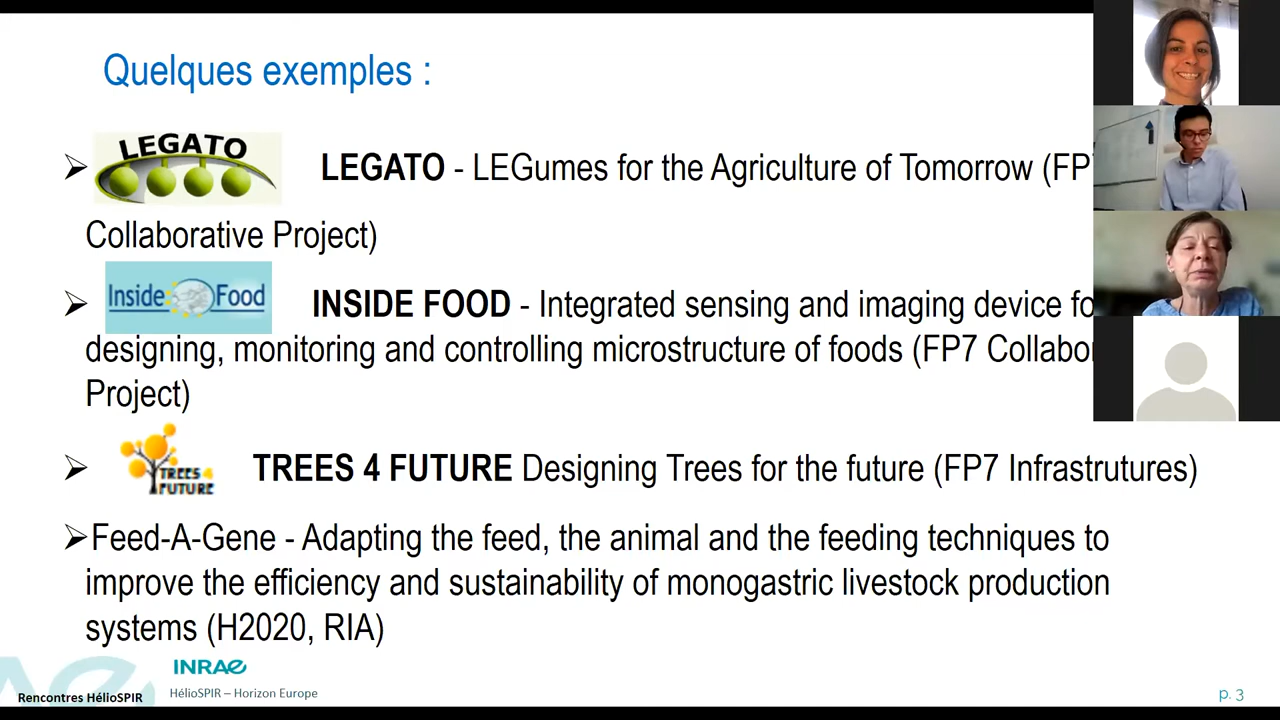 Quelques exemples :
LEGATO
LEGATO - LEGumes for the Agriculture of Tomorrow (FP
Collaborative Project)
Inside Food
INSIDE FOOD - Integrated sensing and imaging device fo
designing, monitoring and controlling microstructure of foods (FP7 Collabo
Project)
TREES 4
FUTURE
TREES 4 FUTURE Designing Trees for the future (FP7 Infrastrutures)
Feed-A-Gene - Adapting the feed, the animal and the feeding techniques to
improve the efficiency and sustainability of monogastric livestock production
systems (H2020, RIA)
INRAE
Rencontres HélioSPIR
HélioSPIR – Horizon Europe
p. 3